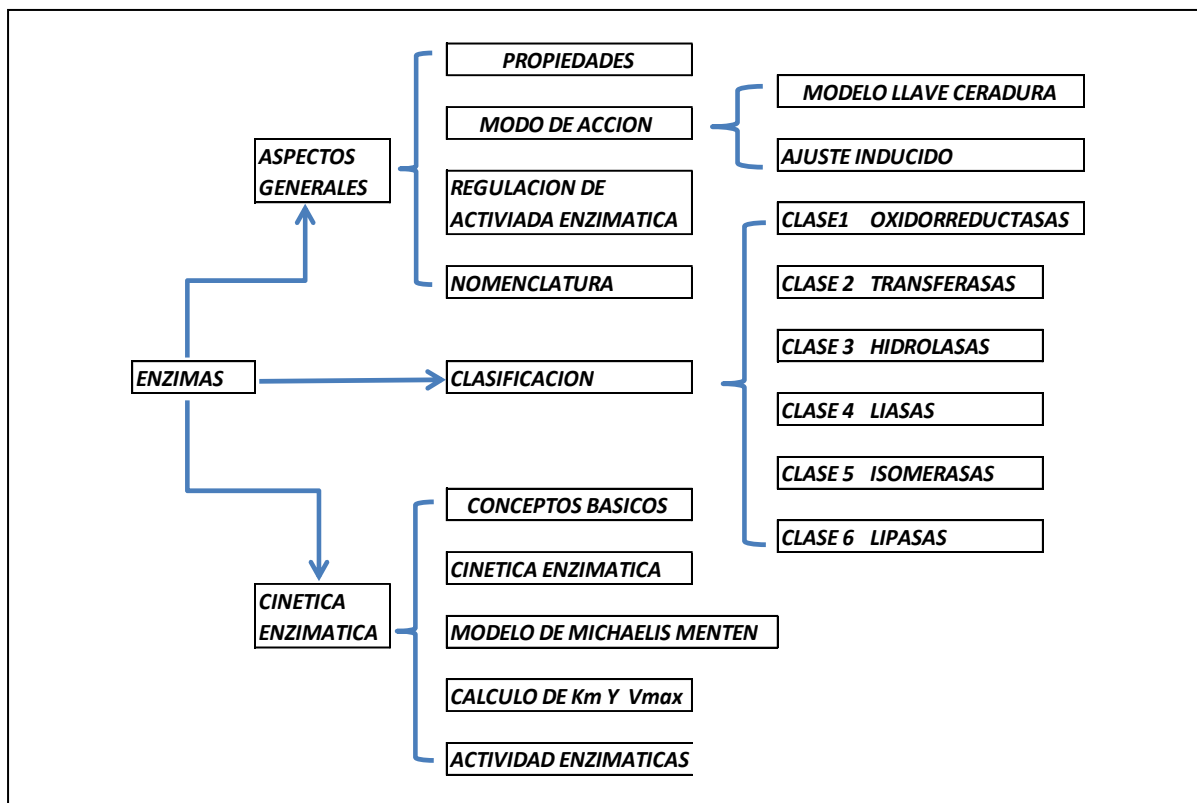 PROPIEDADES
MODO DE ACCION
MODELO LLAVE CERADURA
AJUSTE INDUCIDO
ASPECTOS
GENERALES
REGULACION DE
ACTIVIADA ENZIMATICA
NOMENCLATURA
ENZIMAS
CLASIFICACION
CLASE1 OXIDORREDUCTASAS
CLASE 2 TRANSFERASAS
CLASE 3 HIDROLASAS
CLASE 4 LIASAS
CLASE 5 ISOMERASAS
CLASE 6 LIPASAS
CINETICA
ENZIMATICA
CONCEPTOS BASICOS
CINETICA ENZIMATICA
MODELO DE MICHAELIS MENTEN
CALCULO DE Km Y Vmax
ACTIVIDAD ENZIMATICAS